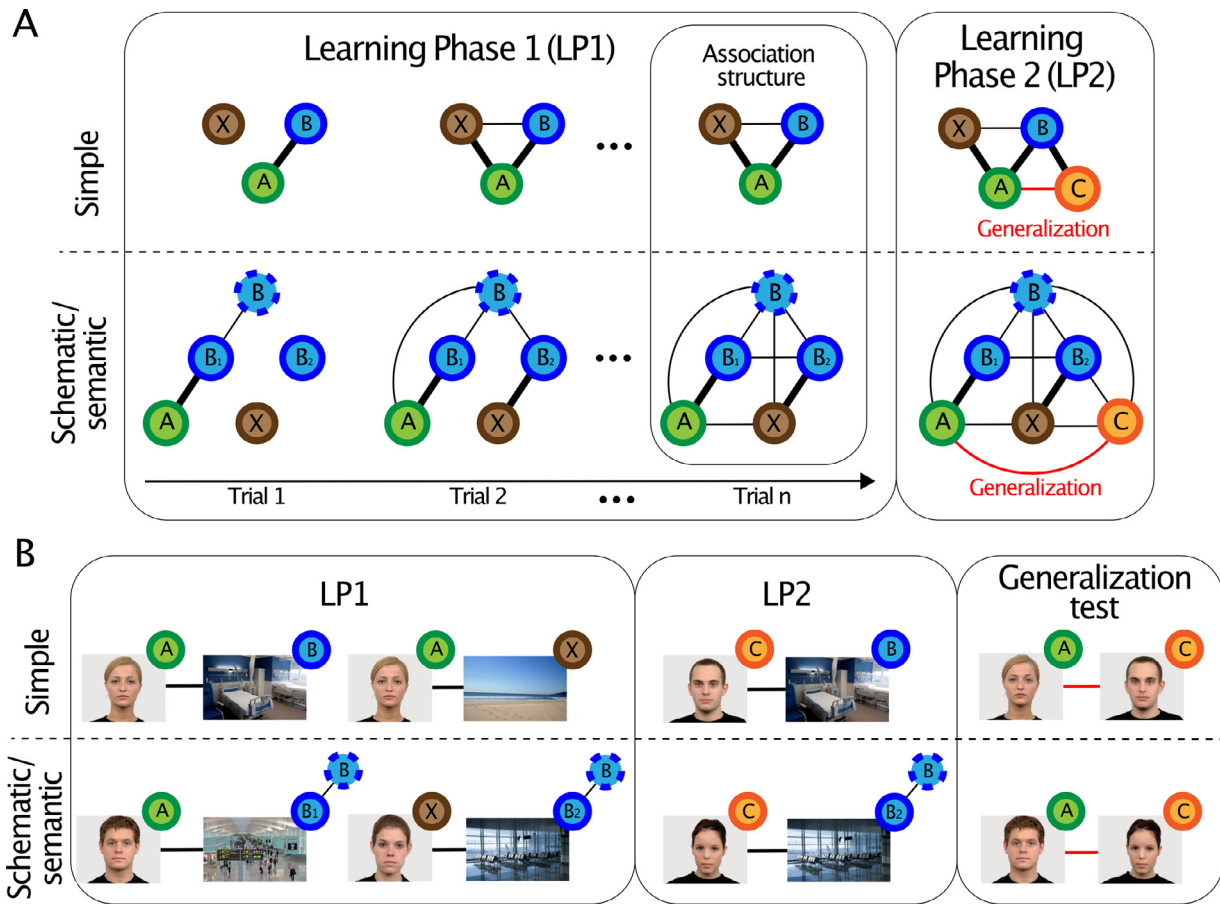 A
Learning Phase 1 (LP1)
Association
structure
Learning
Phase 2 (LP2)
Simple
X
B
A
X
B
A
•••
X
B
A
X
B
A
C
Generalization
Schematic/
semantic
B
B1
B2
A
X
B
B1
B2
A
X
•••
B
B1
B2
A
X
B
B1
B2
A
X
C
Generalization
Trial 1
Trial 2
•••
Trial n
B
LP1
LP2
Generalization
test
Simple
A
B
A
X
C
B
A
C
Schematic/
semantic
A
B1
B
X
B2
B
C
B2
B
A
C